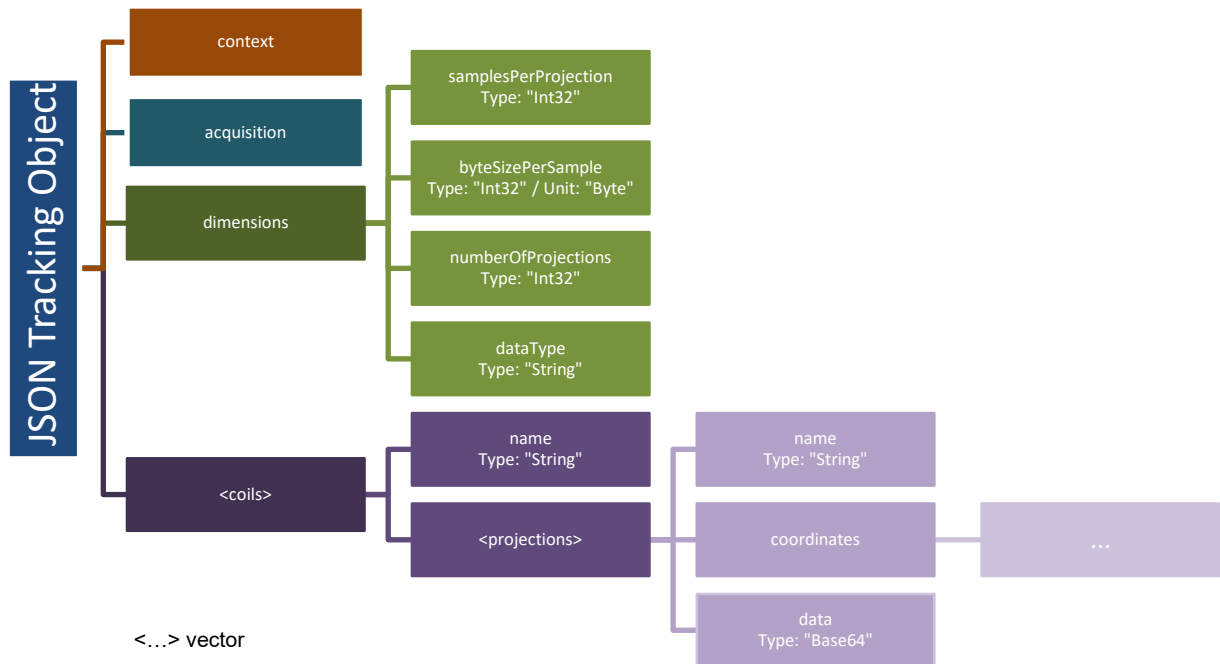 JSON Tracking Object
context
acquisition
dimensions
samplesPerProjection
Type: "Int32"
byteSizePerSample
Type: "Int32" / Unit: "Byte"
numberOfProjections
Type: "Int32"
dataType
Type: "String"
<coils>
name
Type: "String"
<projections>
name
Type: "String"
coordinates
...
data
Type: "Base64"
<...> vector